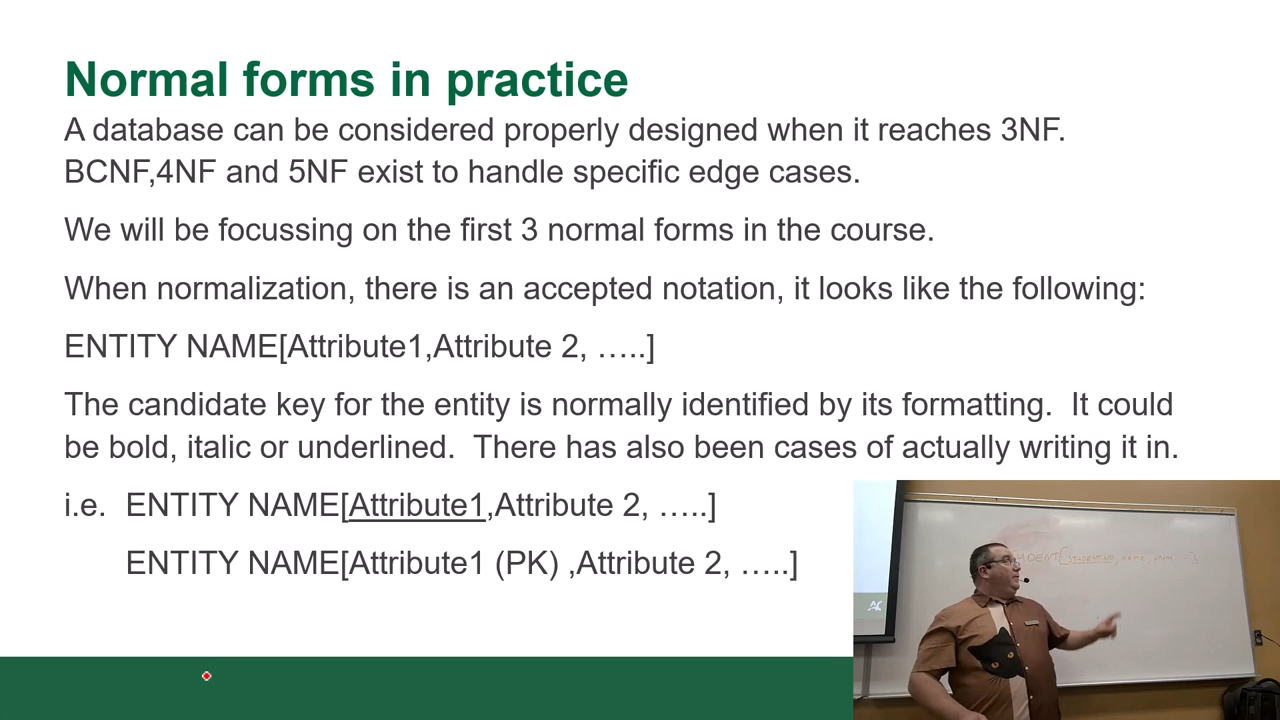 Normal forms in practice
A database can be considered properly designed when it reaches 3NF.
BCNF,4NF and 5NF exist to handle specific edge cases.
We will be focussing on the first 3 normal forms in the course.
When normalization, there is an accepted notation, it looks like the following:
ENTITY NAME[Attribute1,Attribute 2, …..]
The candidate key for the entity is normally identified by its formatting.  It could
be bold, italic or underlined.  There has also been cases of actually writing it in.
i.e.  ENTITY NAME[Attribute1,Attribute 2, …..]
ENTITY NAME[Attribute1 (PK) ,Attribute 2, …..]